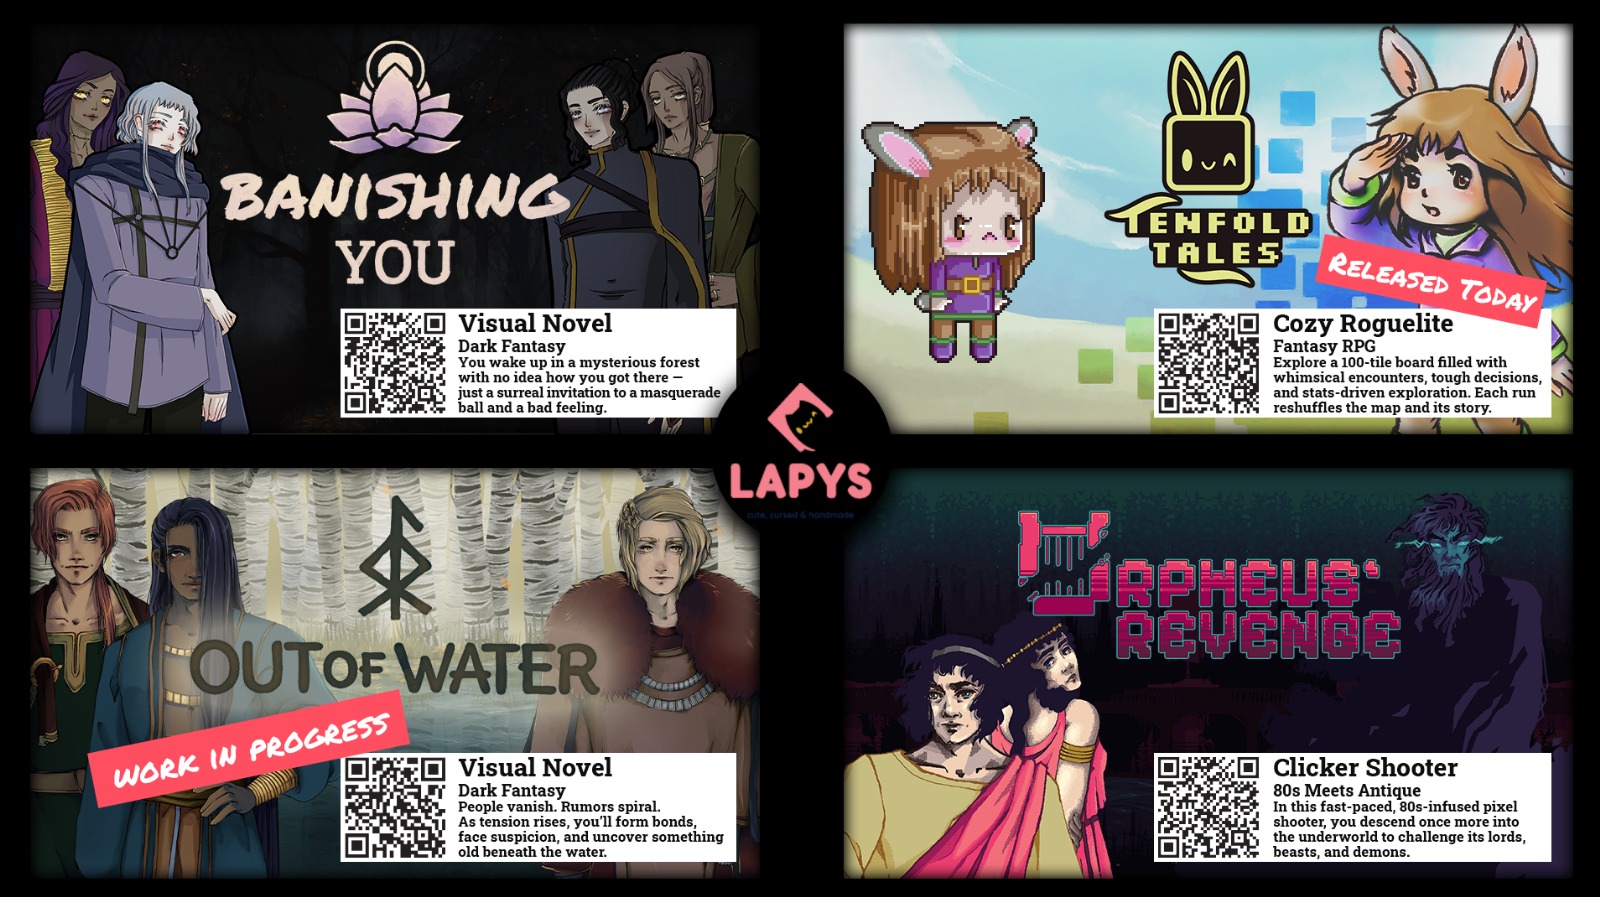 BANISHING
YOU
Visual Novel
Dark Fantasy
You wake up in a mysterious forest
with no idea how you got there —
just a surreal invitation to a masquerade
ball and a bad feeling.
TENFOLD
TALES
Released Today
Cozy Roguelite
Fantasy RPG
Explore a 100-tile board filled with
whimsical encounters, tough decisions,
and stats-driven exploration. Each run
reshuffles the map and its story.
LAPYS
cute, cursed & handmade
OUT OF WATER
WORK IN PROGRESS
Visual Novel
Dark Fantasy
People vanish. Rumors spiral.
As tension rises, you'll form bonds,
face suspicion, and uncover something
old beneath the water.
ORPHEUS'
REVENGE
Clicker Shooter
80s Meets Antique
In this fast-paced, 80s-infused pixel
shooter, you descend once more into
the underworld to challenge its lords,
beasts, and demons.